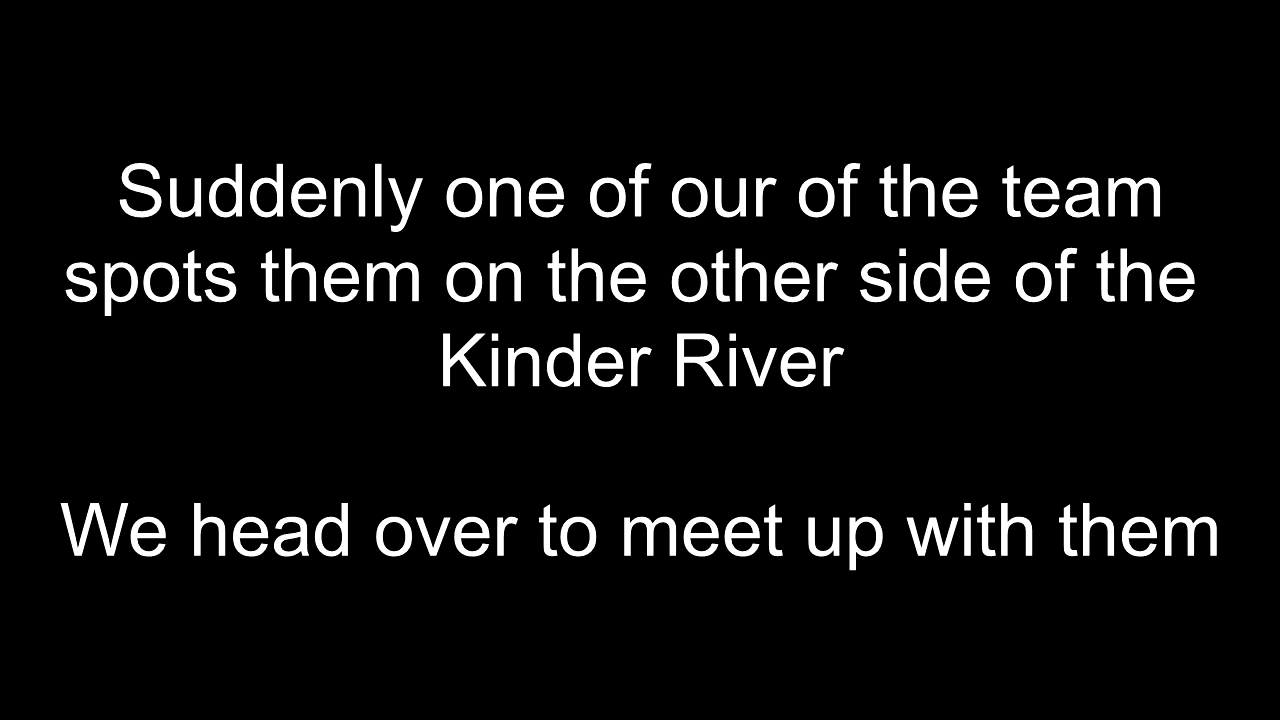 Suddenly one of our of the team
spots them on the other side of the
Kinder River
We head over to meet up with them